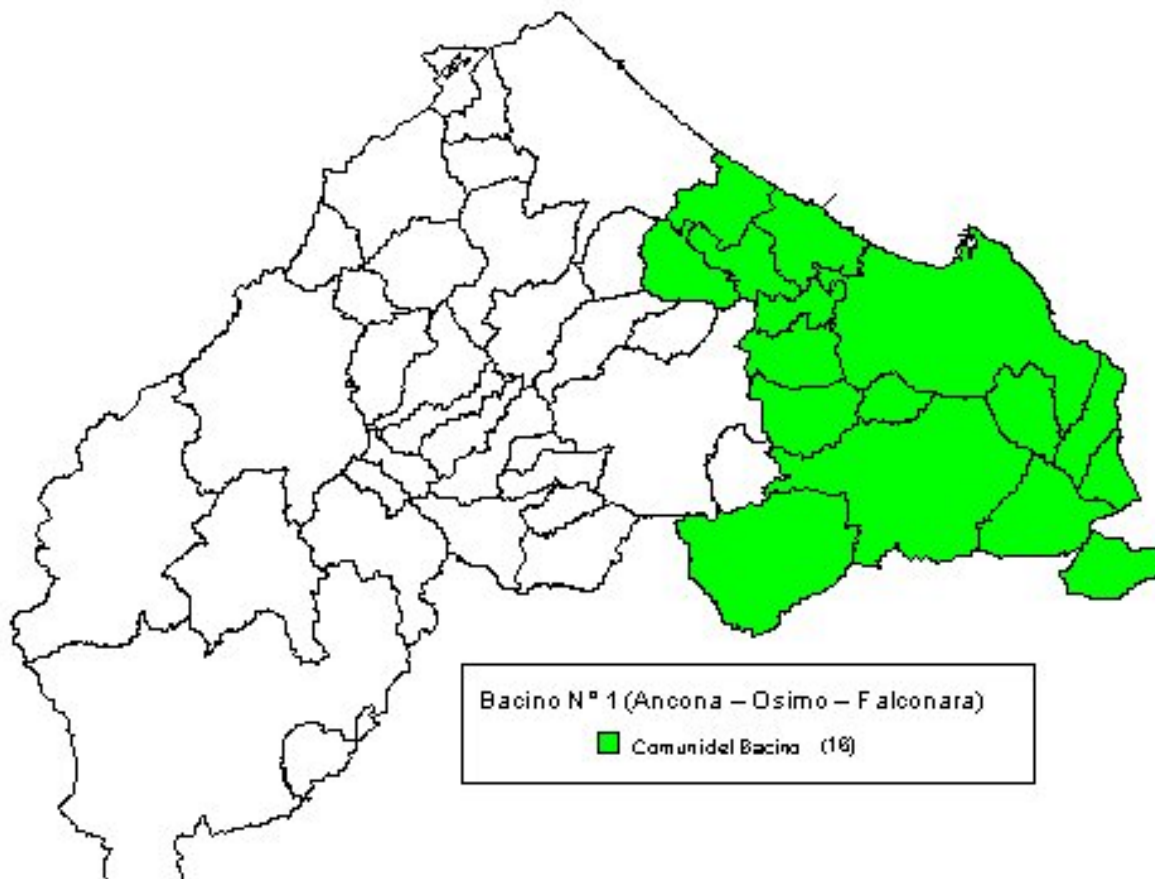 Bacino N° 1 (Ancona – Osimo – Falconara)
Comuni del Bacino (16)